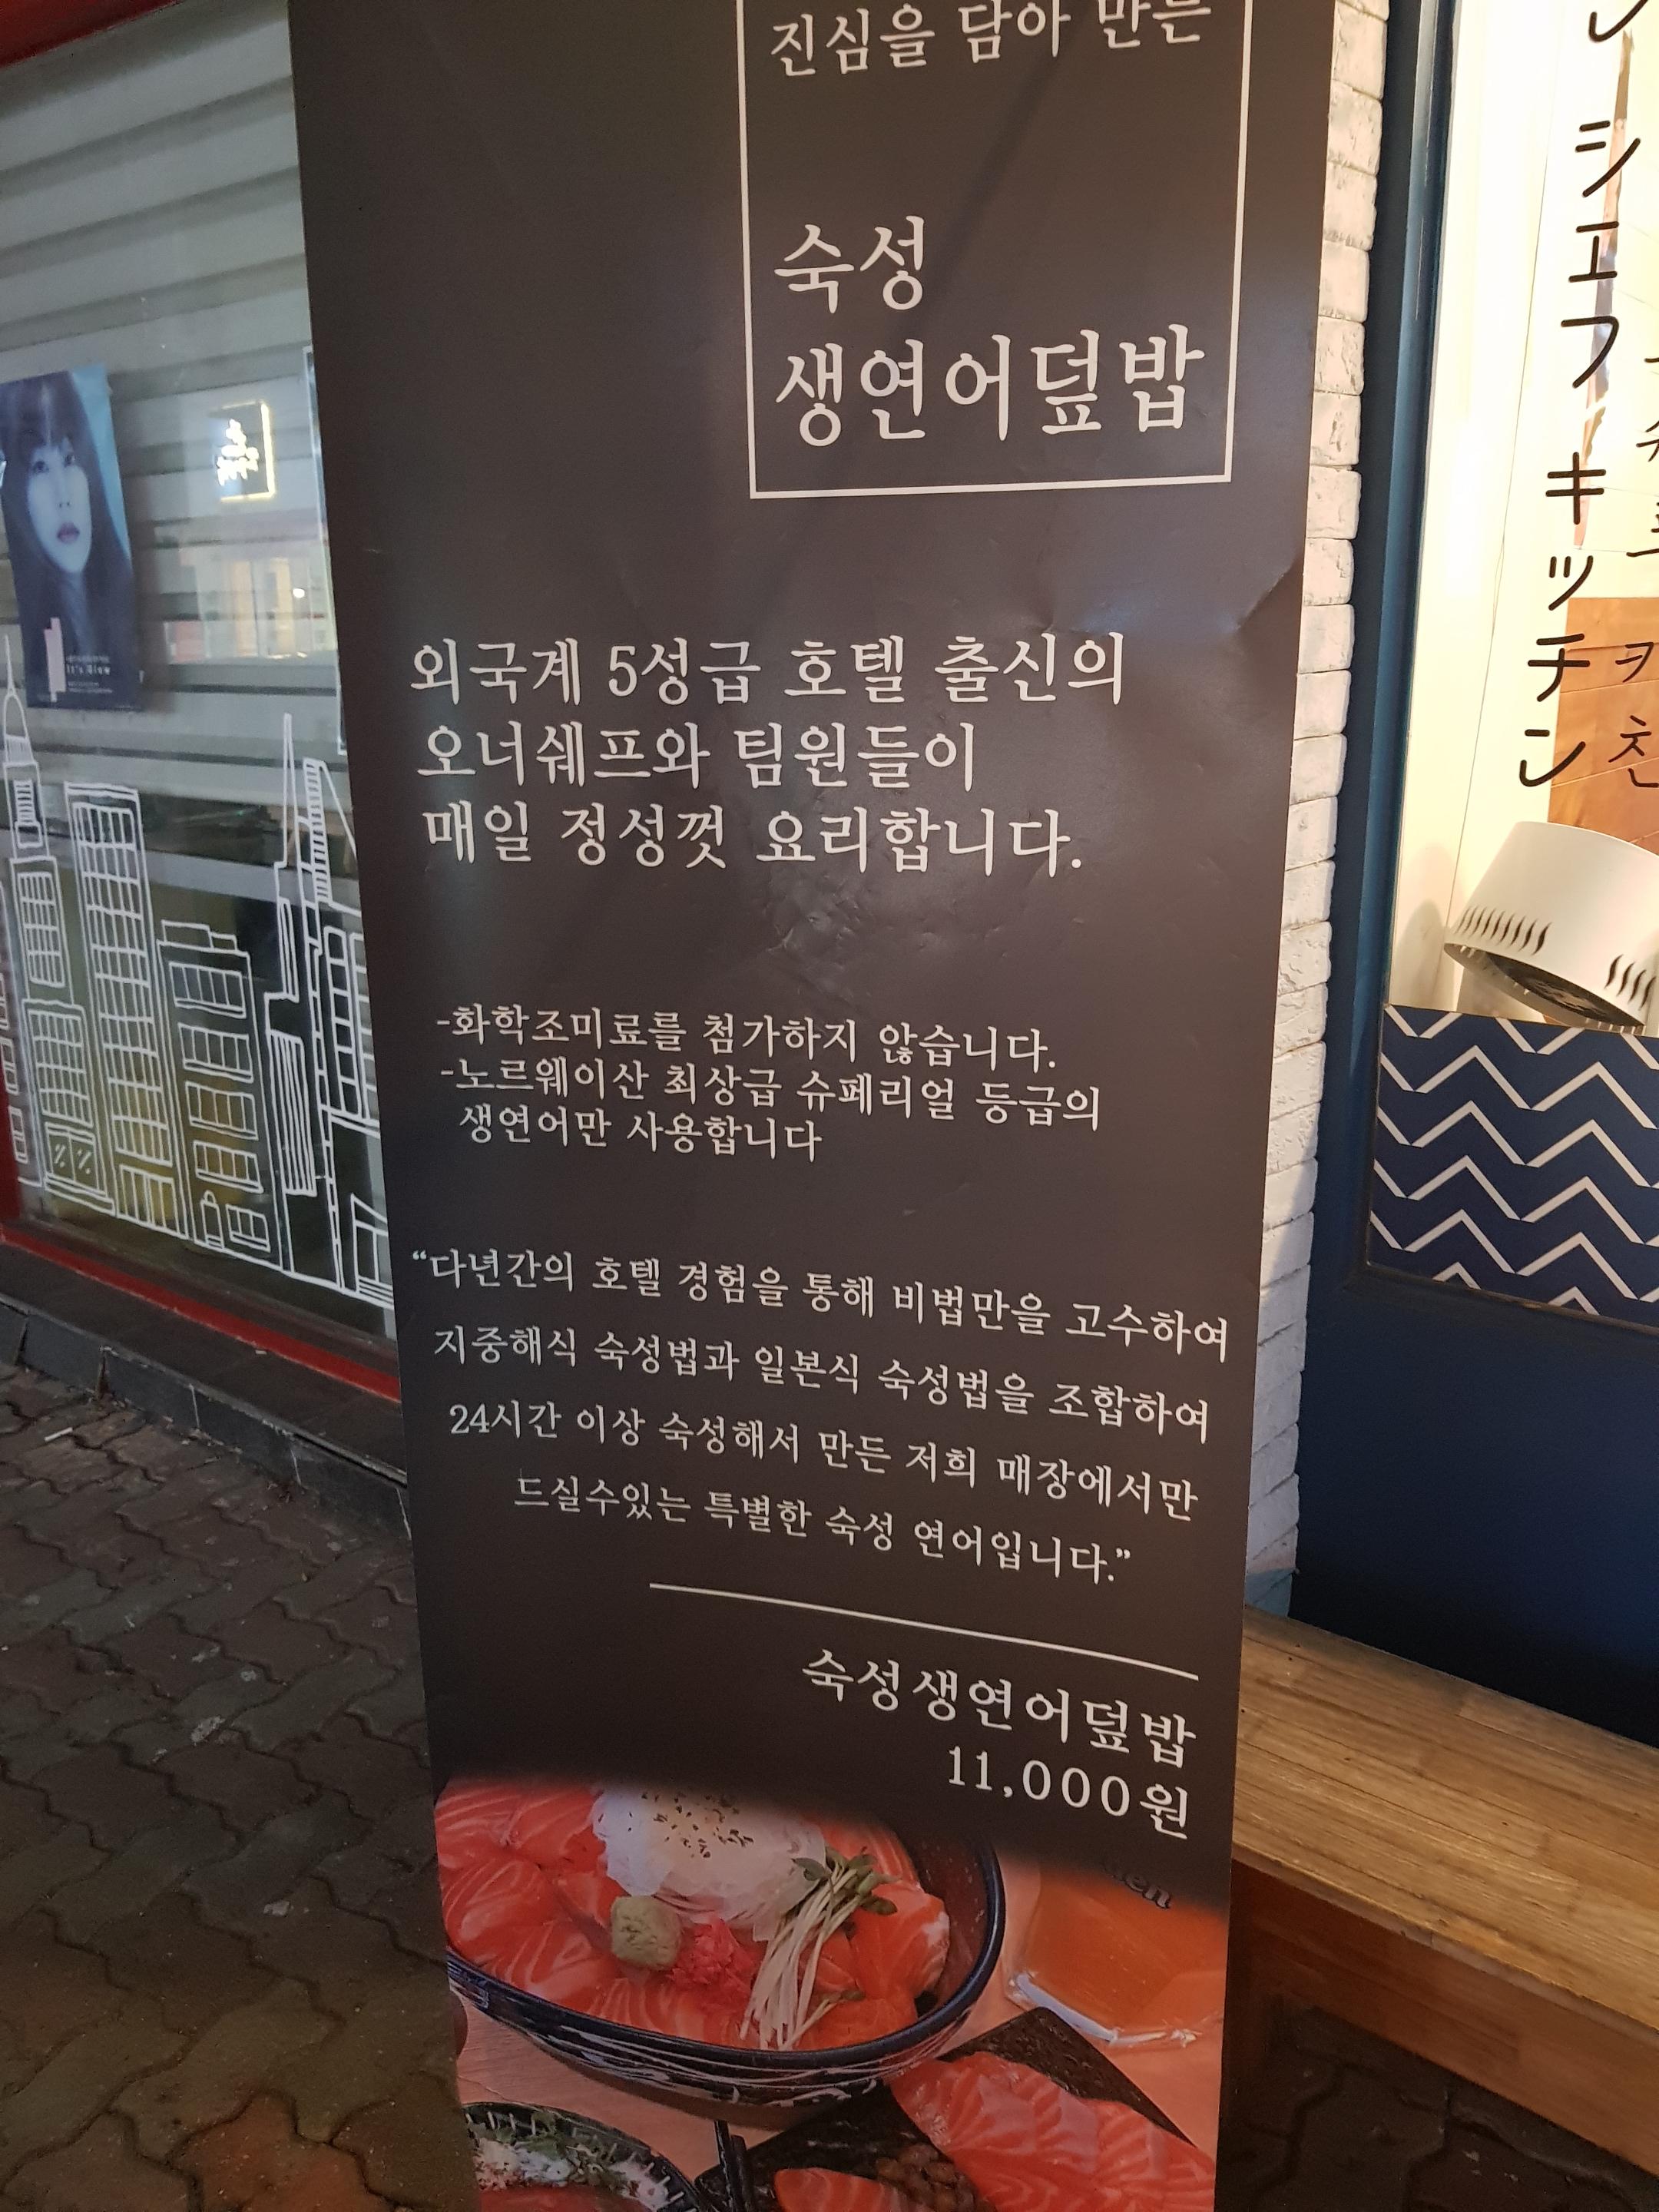 진심을 담아 만든
숙성
생연어덮밥
외국계 5성급 호텔 출신의
오너쉐프와 팀원들이
매일 정성껏 요리합니다.
-화학조미료를 첨가하지 않습니다.
-노르웨이산 최상급 슈페리얼 등급의
생연어만 사용합니다
“다년간의 호텔 경험을 통해 비법만을 고수하여
지중해식 숙성법과 일본식 숙성법을 조합하여
24시간 이상 숙성해서 만든 저희 매장에서만
드실수있는 특별한 숙성 연어입니다.”
숙성생연어덮밥
11,000원
シェフキッチン
키친
It's Glow